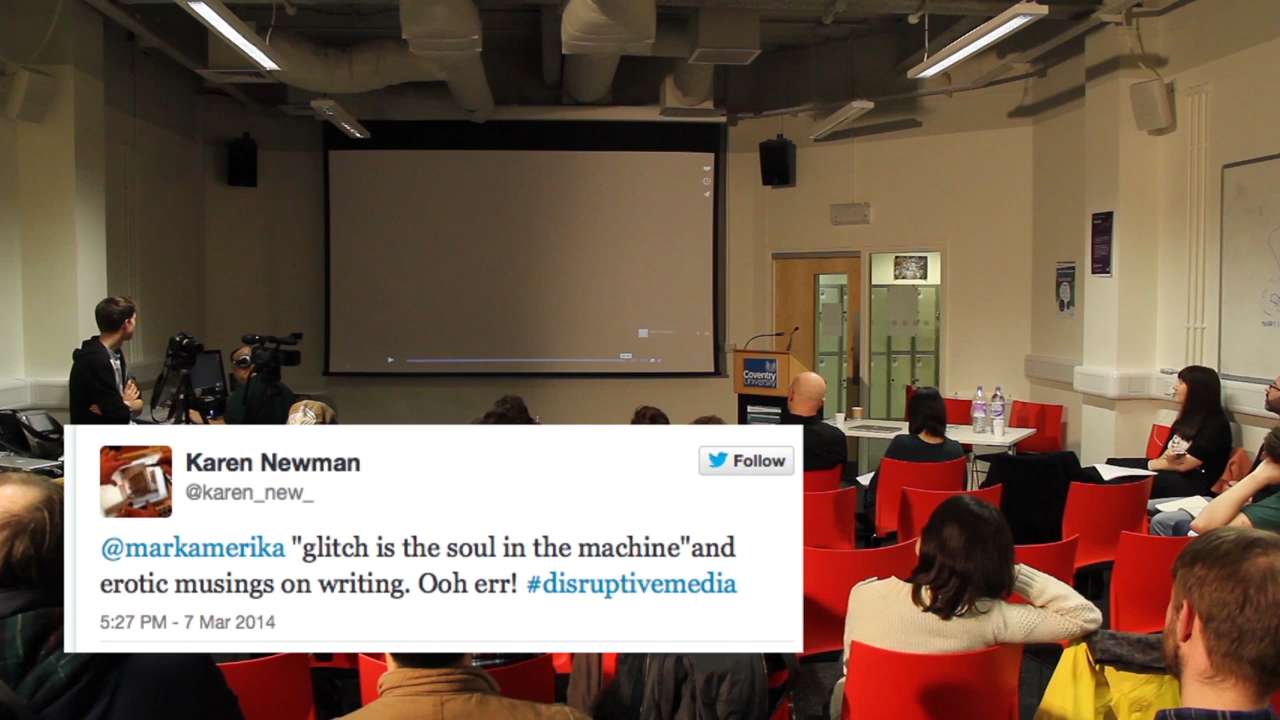 Coventry
University
Karen Newman
@karen_new_
Follow
@markamerika "glitch is the soul in the machine"and
erotic musings on writing. Ooh err! #disruptivemedia
5:27 PM - 7 Mar 2014